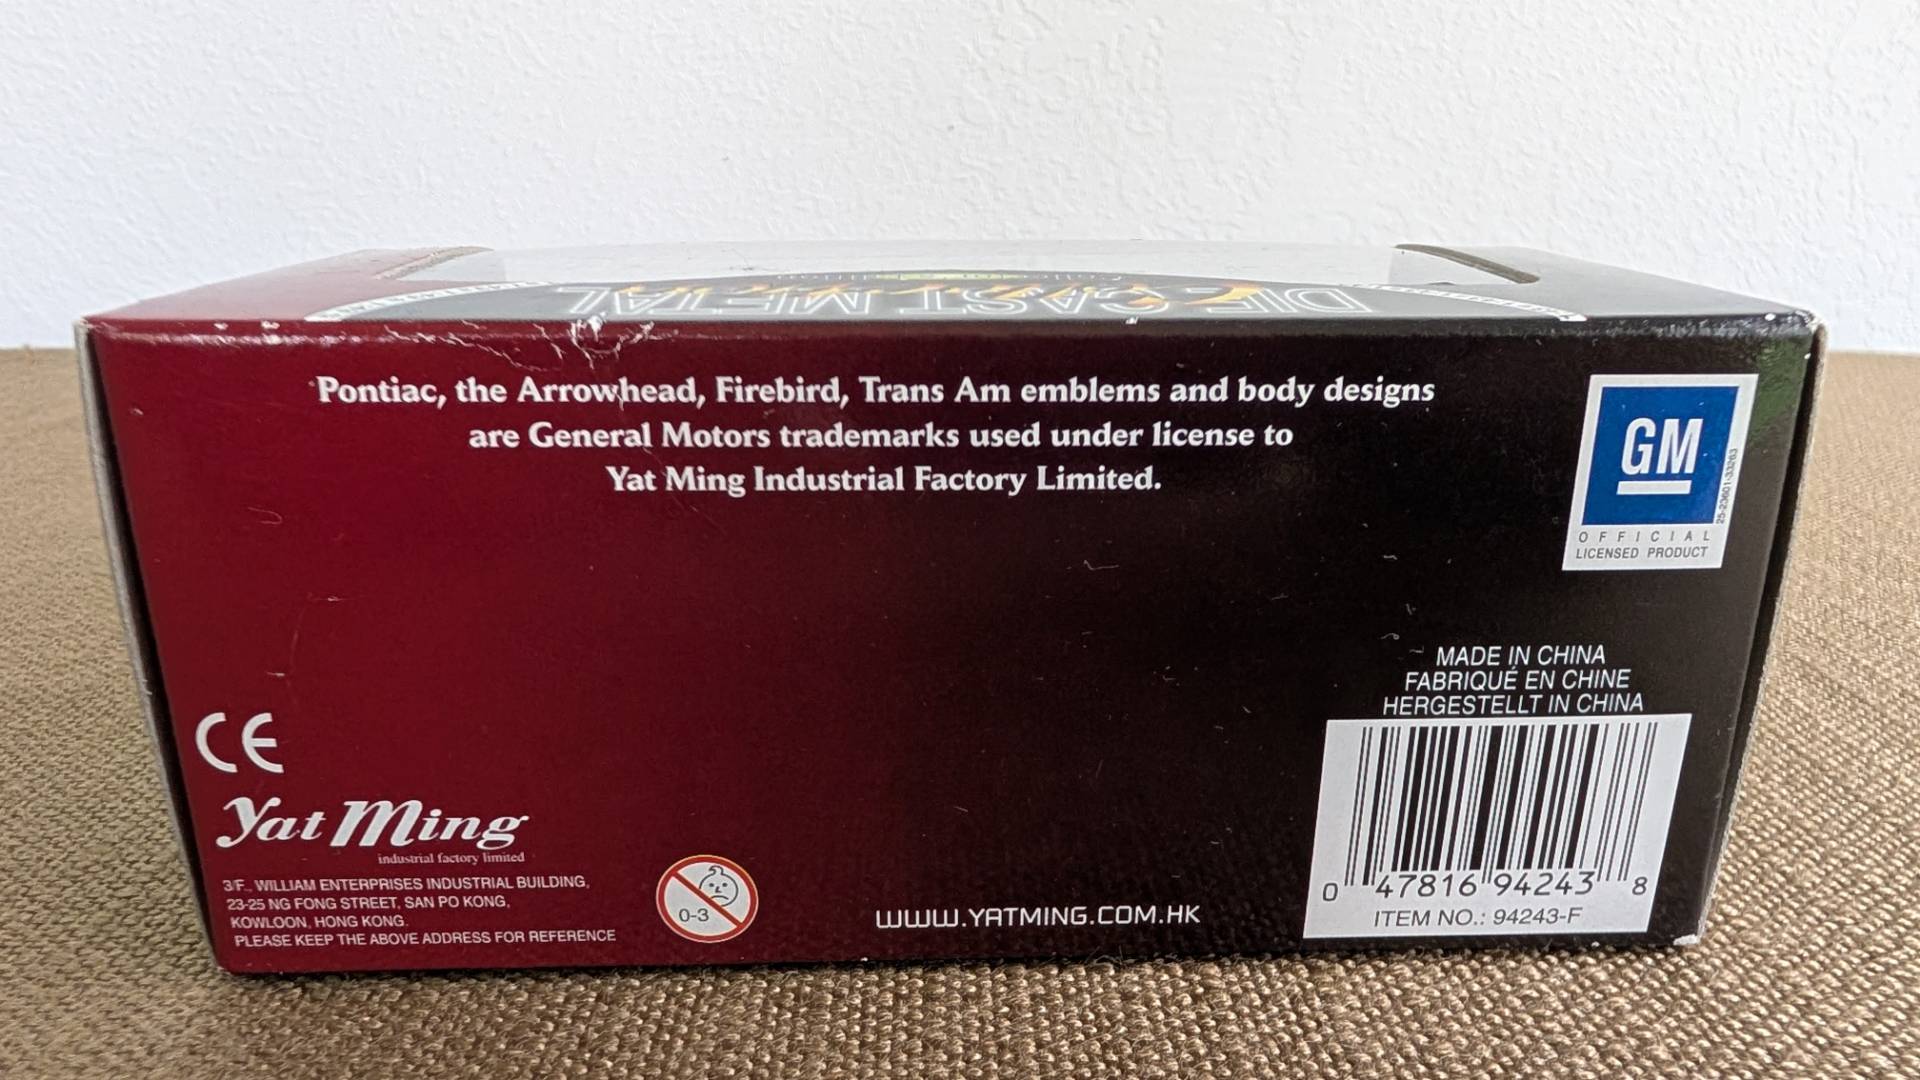 DIE CAST METAL
Pontiac, the Arrowhead, Firebird, Trans Am emblems and body designs
are General Motors trademarks used under license to
Yat Ming Industrial Factory Limited.
GM
25-23601-33263
OFFICIAL
LICENSED PRODUCT
MADE IN CHINA
FABRIQUÉ EN CHINE
HERGESTELLT IN CHINA
CE
Yat Ming
industrial factory limited
3/F., WILLIAM ENTERPRISES INDUSTRIAL BUILDING,
23-25 NG FONG STREET, SAN PO KONG,
KOWLOON, HONG KONG.
PLEASE KEEP THE ABOVE ADDRESS FOR REFERENCE
0-3
WWW.YATMING.COM.HK
0 47816 94243 8
ITEM NO.: 94243-F